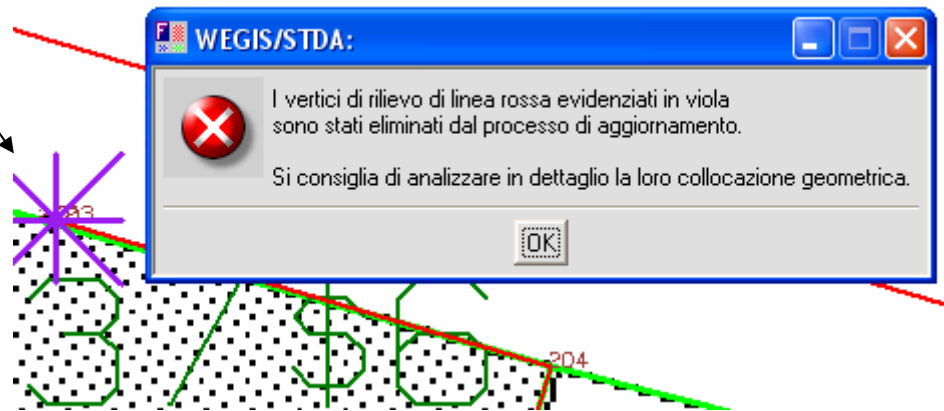 WEGIS/STDA:
I vertici di rilievo di linea rossa evidenziati in viola
sono stati eliminati dal processo di aggiornamento.
Si consiglia di analizzare in dettaglio la loro collocazione geometrica.
OK
204